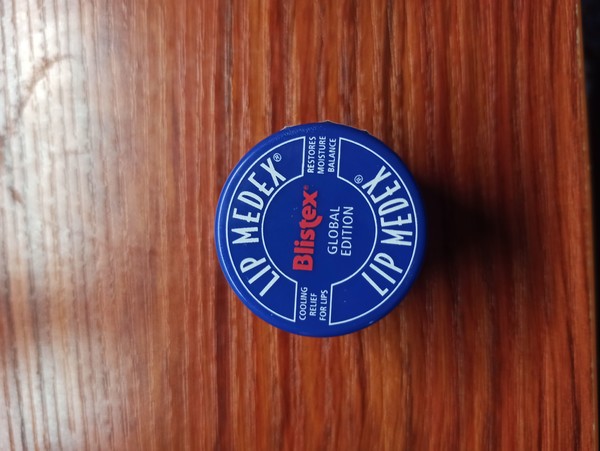 LIP MEDEX®
COOLING
RELIEF
FOR LIPS
Blistex®
GLOBAL
EDITION
RESTORES
MOISTURE
BALANCE
LIP MEDEX®